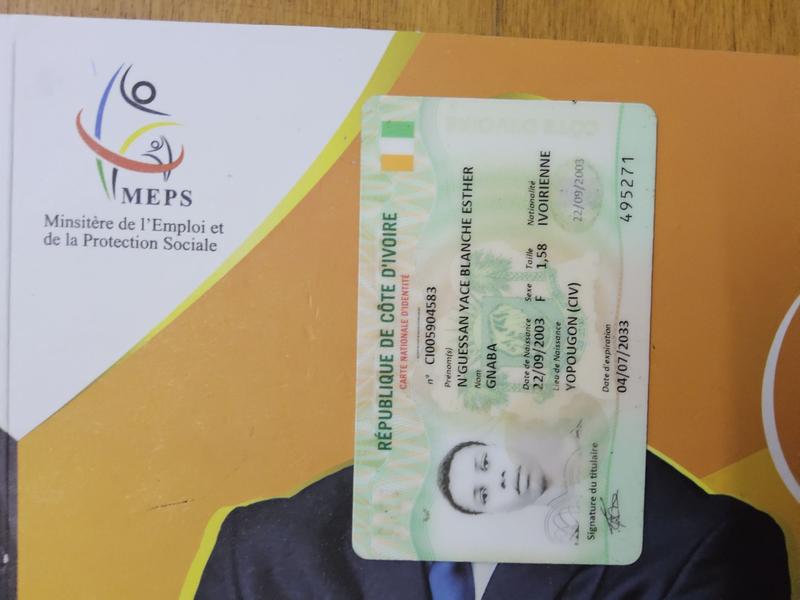 MEPS
Minsitère de l'Emploi et
de la Protection Sociale
RÉPUBLIQUE DE CÔTE D'IVOIRE
CARTE NATIONALE D'IDENTITÉ
n° CI005904583
Prénom(s)
N'GUESSAN YACE BLANCHE ESTHER
Nom
GNABA
Date de Naissance Sexe Taille Nationalité
22/09/2003 F 1,58 IVOIRIENNE
Lieu de Naissance
YOPOUGON (CIV)
22/09/2003
Date d'expiration
04/07/2033
495271
Signature du titulaire
CÔTE D'IVOIRE